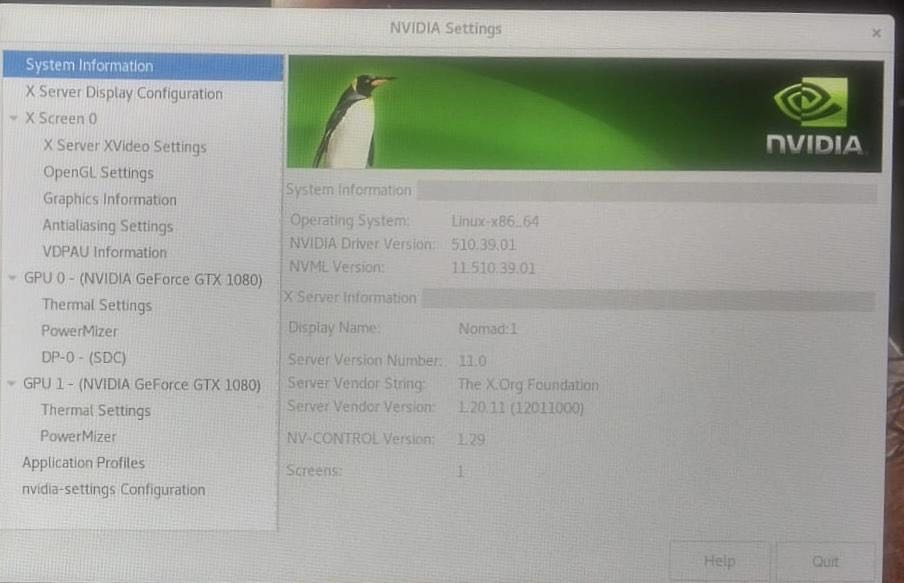 NVIDIA Settings
System Information
X Server Display Configuration
X Screen 0
X Server XVideo Settings
OpenGL Settings
Graphics Information
Antialiasing Settings
VDPAU Information
GPU 0 - (NVIDIA GeForce GTX 1080)
Thermal Settings
PowerMizer
DP-0 - (SDC)
GPU 1 - (NVIDIA GeForce GTX 1080)
Thermal Settings
PowerMizer
Application Profiles
nvidia-settings Configuration
NVIDIA
System Information
Operating System: Linux-x86_64
NVIDIA Driver Version: 510.39.01
NVML Version: 11.510.39.01
X Server Information
Display Name: Nomad:1
Server Version Number: 11.0
Server Vendor String: The X.Org Foundation
Server Vendor Version: 1.20.11 (12011000)
NV-CONTROL Version: 1.29
Screens: 1
Help Quit